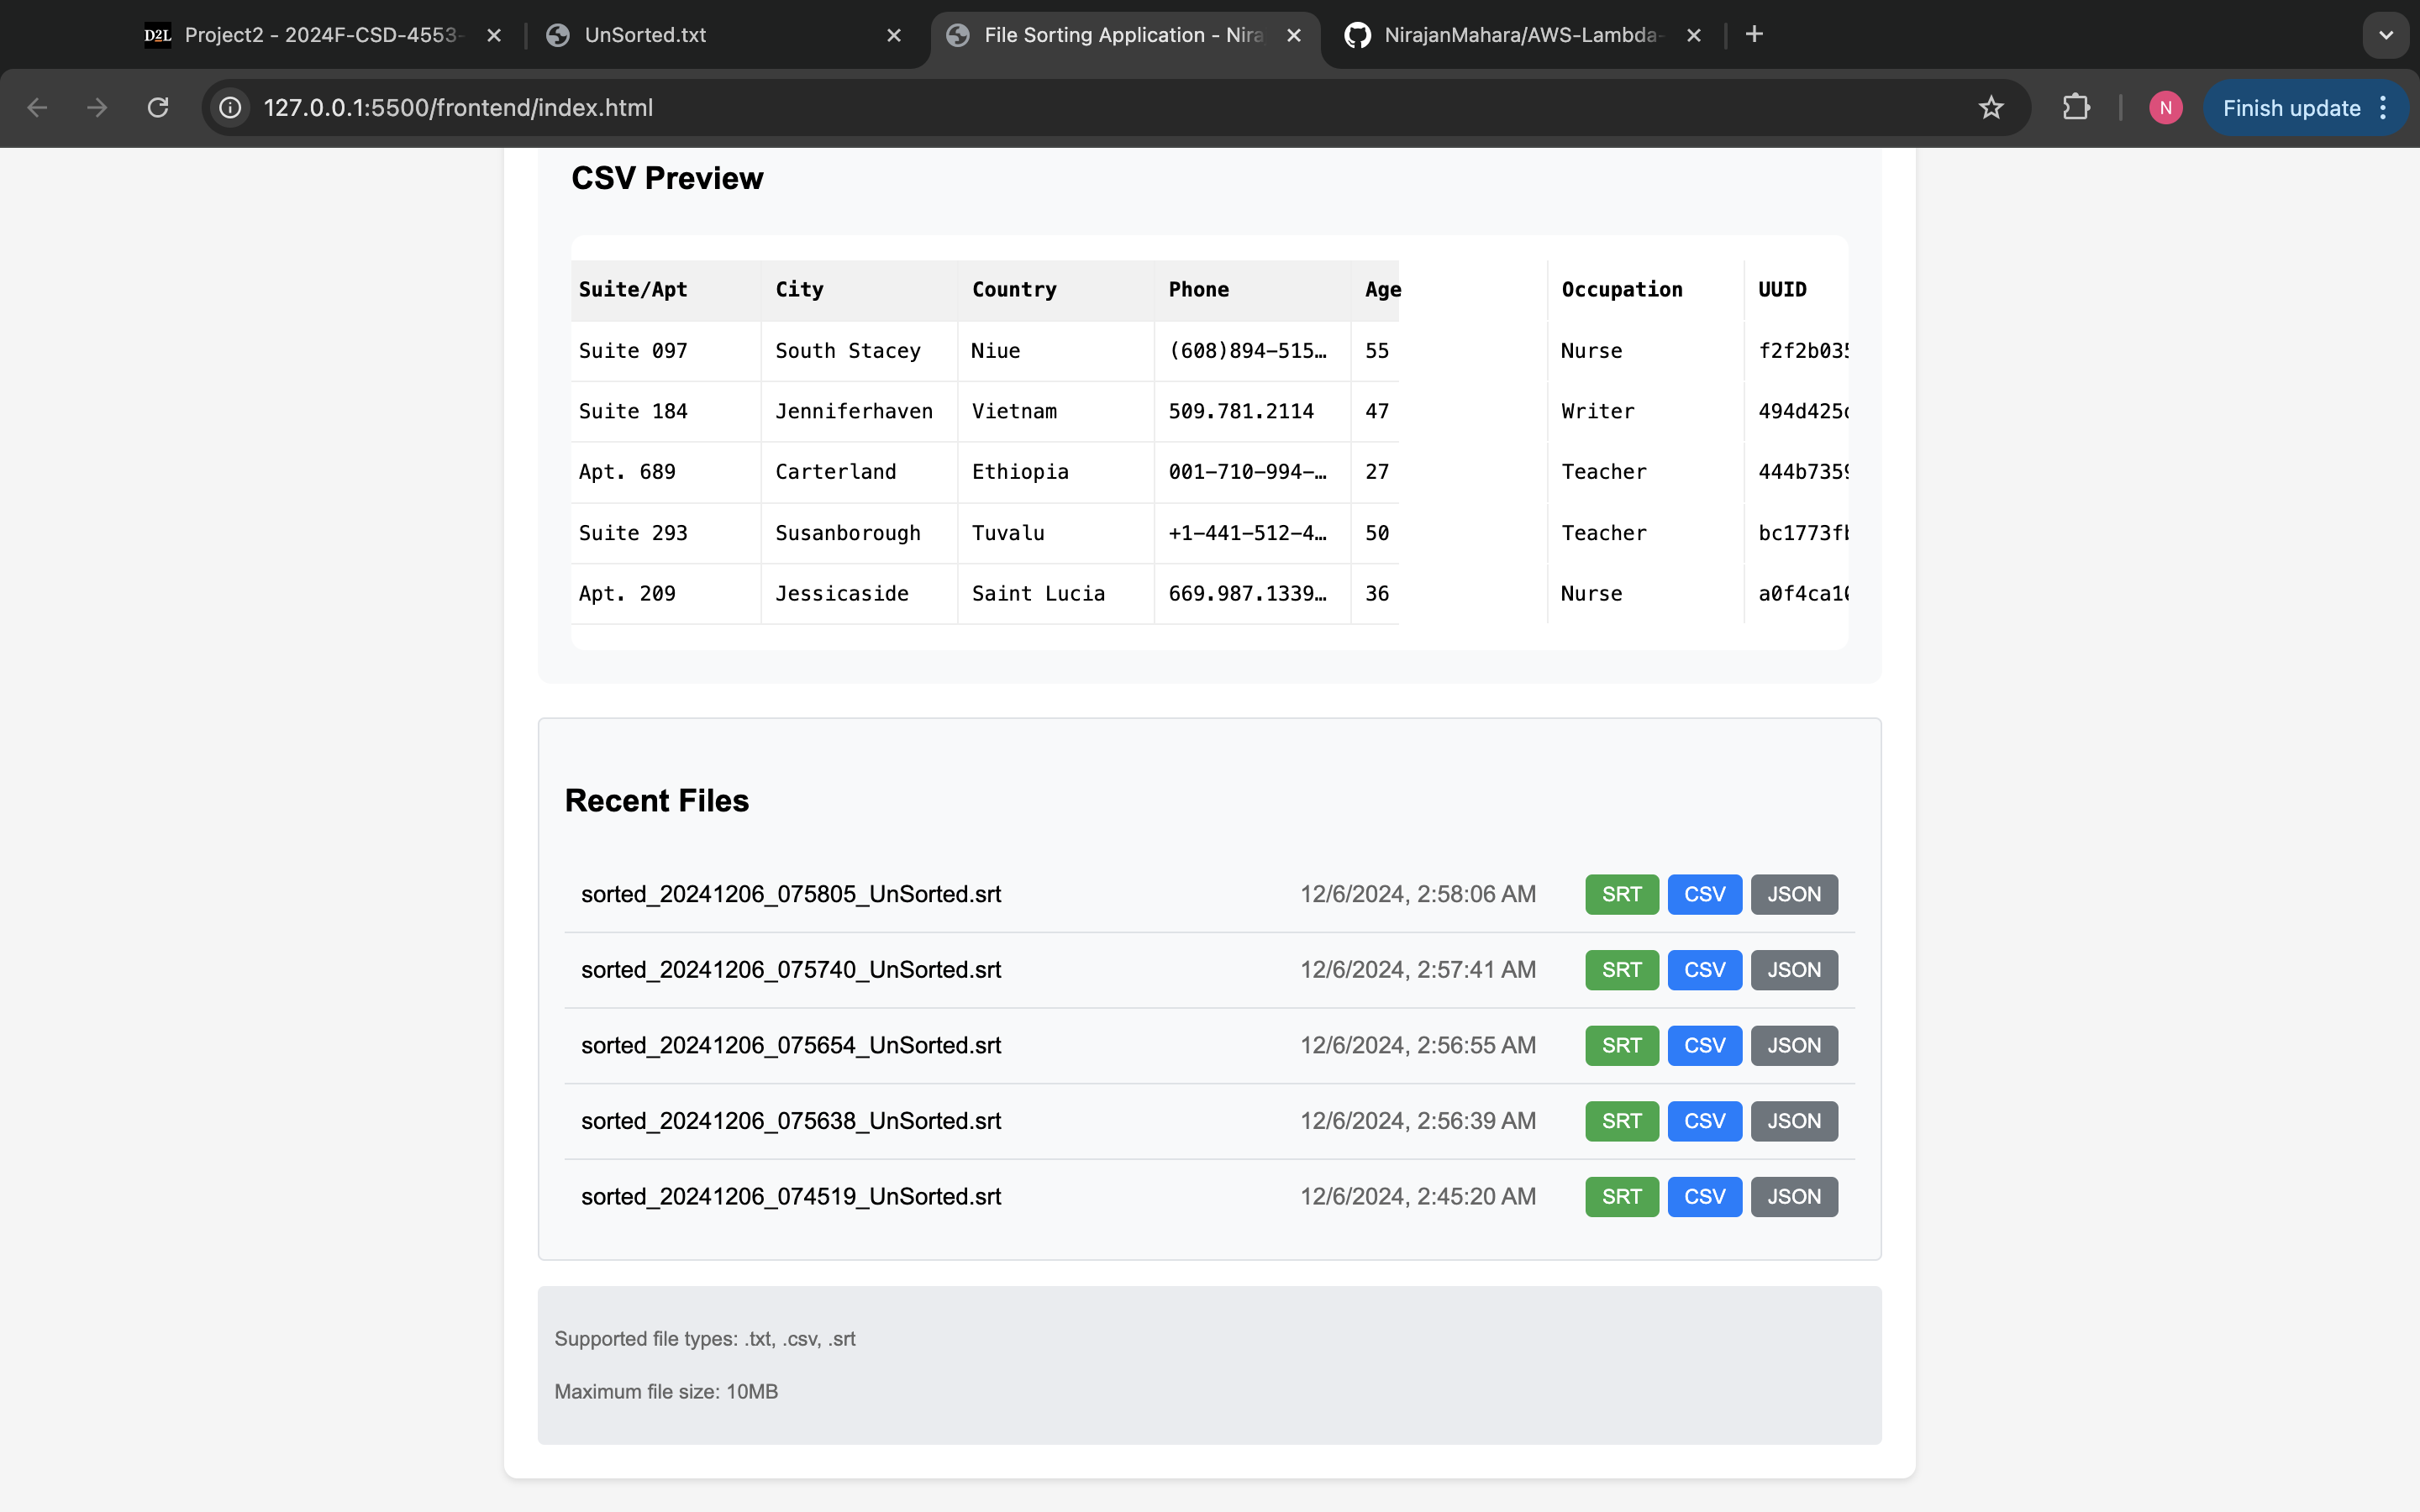 D2L Project2 - 2024F-CSD-4553- UnSorted.txt File Sorting Application - Nira NirajanMahara/AWS-Lambda-
127.0.0.1:5500/frontend/index.html N Finish update
CSV Preview
Suite/Apt City Country Phone Age Occupation UUID
Suite 097 South Stacey Niue (608)894-515… 55 Nurse f2f2b035
Suite 184 Jenniferhaven Vietnam 509.781.2114 47 Writer 494d425
Apt. 689 Carterland Ethiopia 001-710-994-… 27 Teacher 444b7359
Suite 293 Susanborough Tuvalu +1-441-512-4… 50 Teacher bc1773f
Apt. 209 Jessicaside Saint Lucia 669.987.1339… 36 Nurse a0f4ca1
Recent Files
sorted_20241206_075805_UnSorted.srt 12/6/2024, 2:58:06 AM SRT CSV JSON
sorted_20241206_075740_UnSorted.srt 12/6/2024, 2:57:41 AM SRT CSV JSON
sorted_20241206_075654_UnSorted.srt 12/6/2024, 2:56:55 AM SRT CSV JSON
sorted_20241206_075638_UnSorted.srt 12/6/2024, 2:56:39 AM SRT CSV JSON
sorted_20241206_074519_UnSorted.srt 12/6/2024, 2:45:20 AM SRT CSV JSON
Supported file types: .txt, .csv, .srt
Maximum file size: 10MB